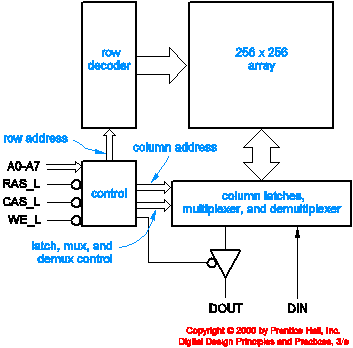 row
decoder
256 x 256
array
row address
column address
A0-A7
RAS_L
CAS_L
WE_L
control
column latches,
multiplexer, and demultiplexer
latch, mux, and
demux control
DOUT
DIN
Copyright © 2000 by Prentice Hall, Inc.
Digital Design Principles and Practices, 3/e